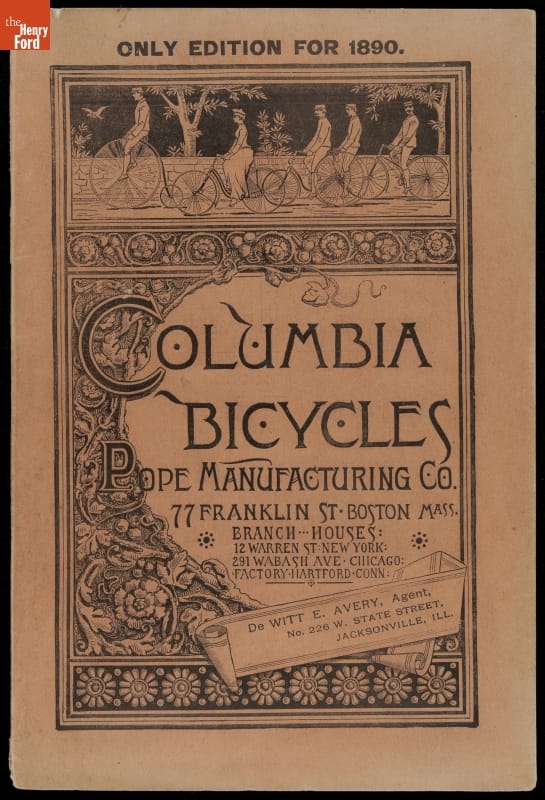 the
Henry
Ford
ONLY EDITION FOR 1890.
COLUMBIA
BICYCLES
POPE MANUFACTURING CO.
77 FRANKLIN ST. BOSTON MASS.
BRANCH HOUSES:
12 WARREN ST. NEW YORK:
291 WABASH AVE. CHICAGO:
FACTORY HARTFORD CONN:
De WITT E. AVERY, Agent,
No. 226 W. STATE STREET,
JACKSONVILLE, ILL.